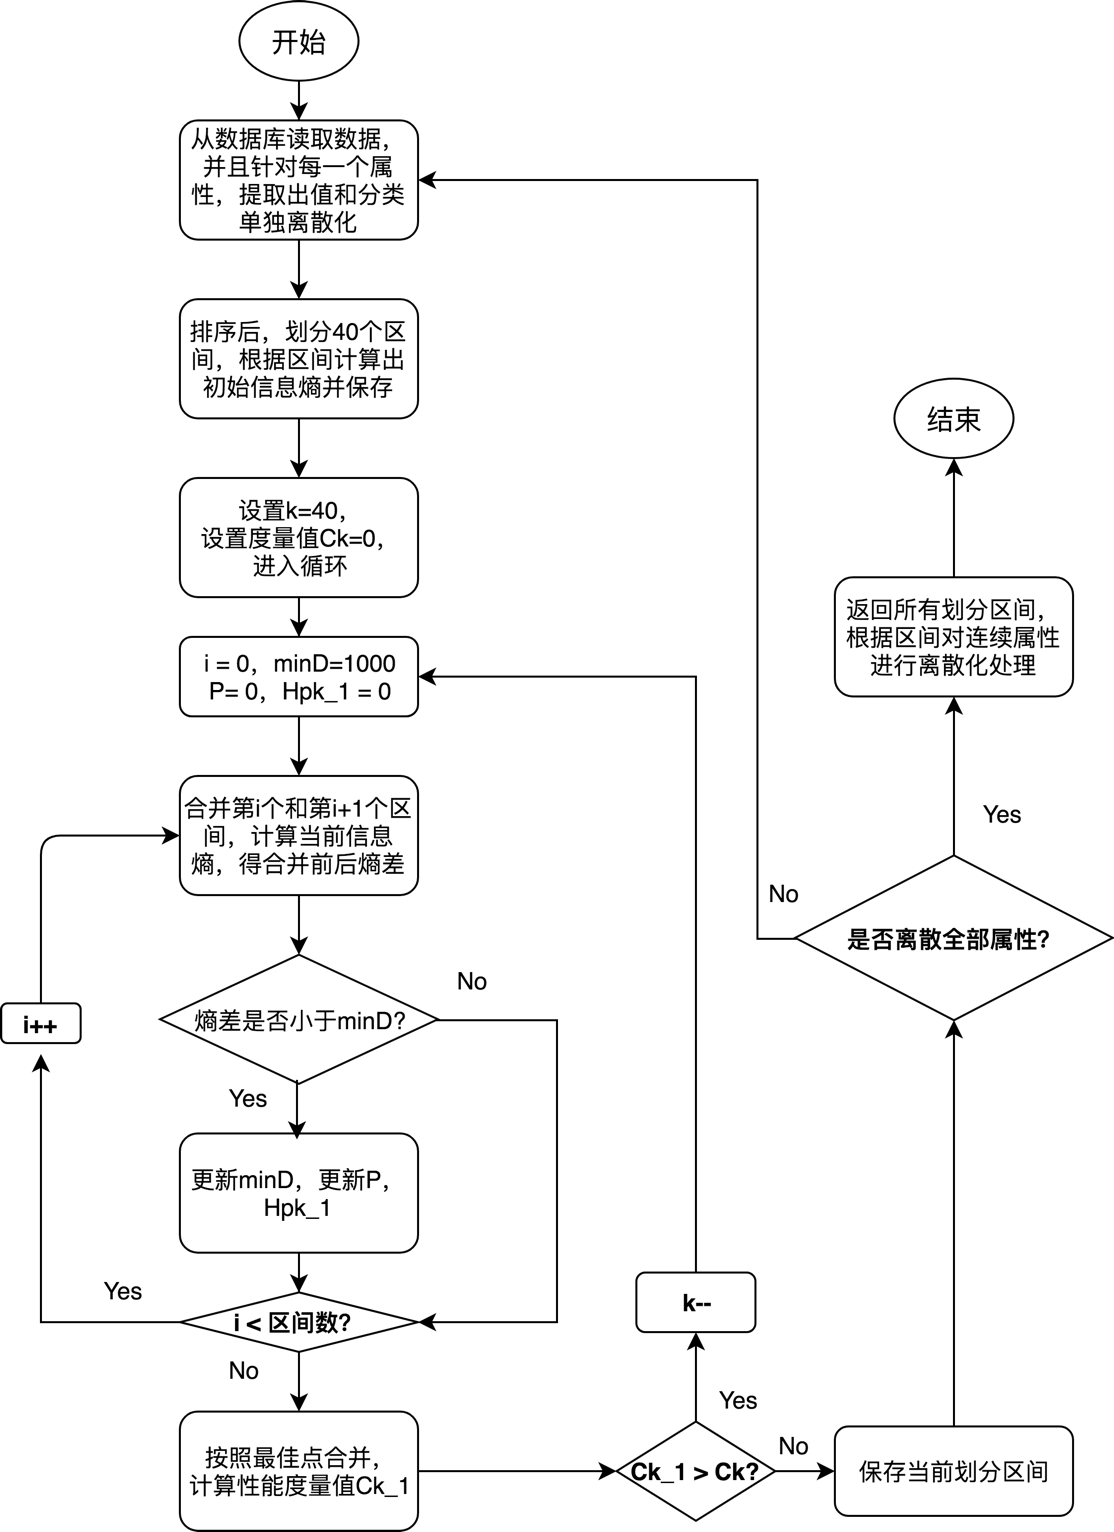 开始
从数据库读取数据，
并且针对每一个属
性，提取出值和分类
单独离散化
排序后，划分40个区
间，根据区间计算出
初始信息熵并保存
设置k=40，
设置度量值Ck=0，
进入循环
i = 0，minD=1000
P= 0，Hpk_1 = 0
合并第i个和第i+1个区
间，计算当前信息
熵，得合并前后熵差
熵差是否小于minD?
No
Yes
i++
更新minD，更新P，
Hpk_1
i < 区间数?
Yes
No
按照最佳点合并，
计算性能度量值Ck_1
Ck_1 > Ck?
Yes
k--
No
保存当前划分区间
是否离散全部属性?
No
Yes
返回所有划分区间，
根据区间对连续属性
进行离散化处理
结束